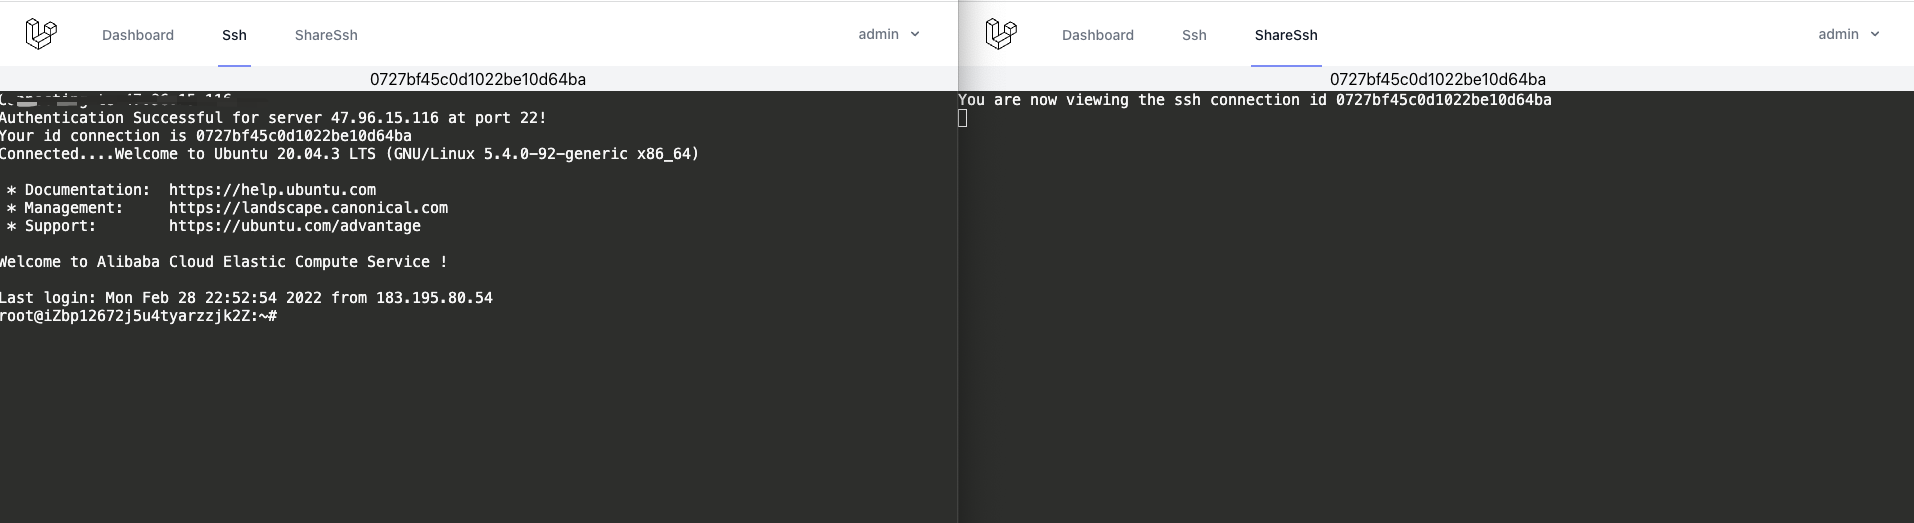 Dashboard Ssh ShareSsh admin
0727bf45c0d1022be10d64ba
47.96.15.116
Authentication Successful for server 47.96.15.116 at port 22!
Your id connection is 0727bf45c0d1022be10d64ba
Connected....Welcome to Ubuntu 20.04.3 LTS (GNU/Linux 5.4.0-92-generic x86_64)
* Documentation: https://help.ubuntu.com
* Management: https://landscape.canonical.com
* Support: https://ubuntu.com/advantage
Welcome to Alibaba Cloud Elastic Compute Service !
Last login: Mon Feb 28 22:52:54 2022 from 183.195.80.54
root@iZbp12672j5u4tyarzzjk2Z:~#
Dashboard Ssh ShareSsh admin
0727bf45c0d1022be10d64ba
You are now viewing the ssh connection id 0727bf45c0d1022be10d64ba